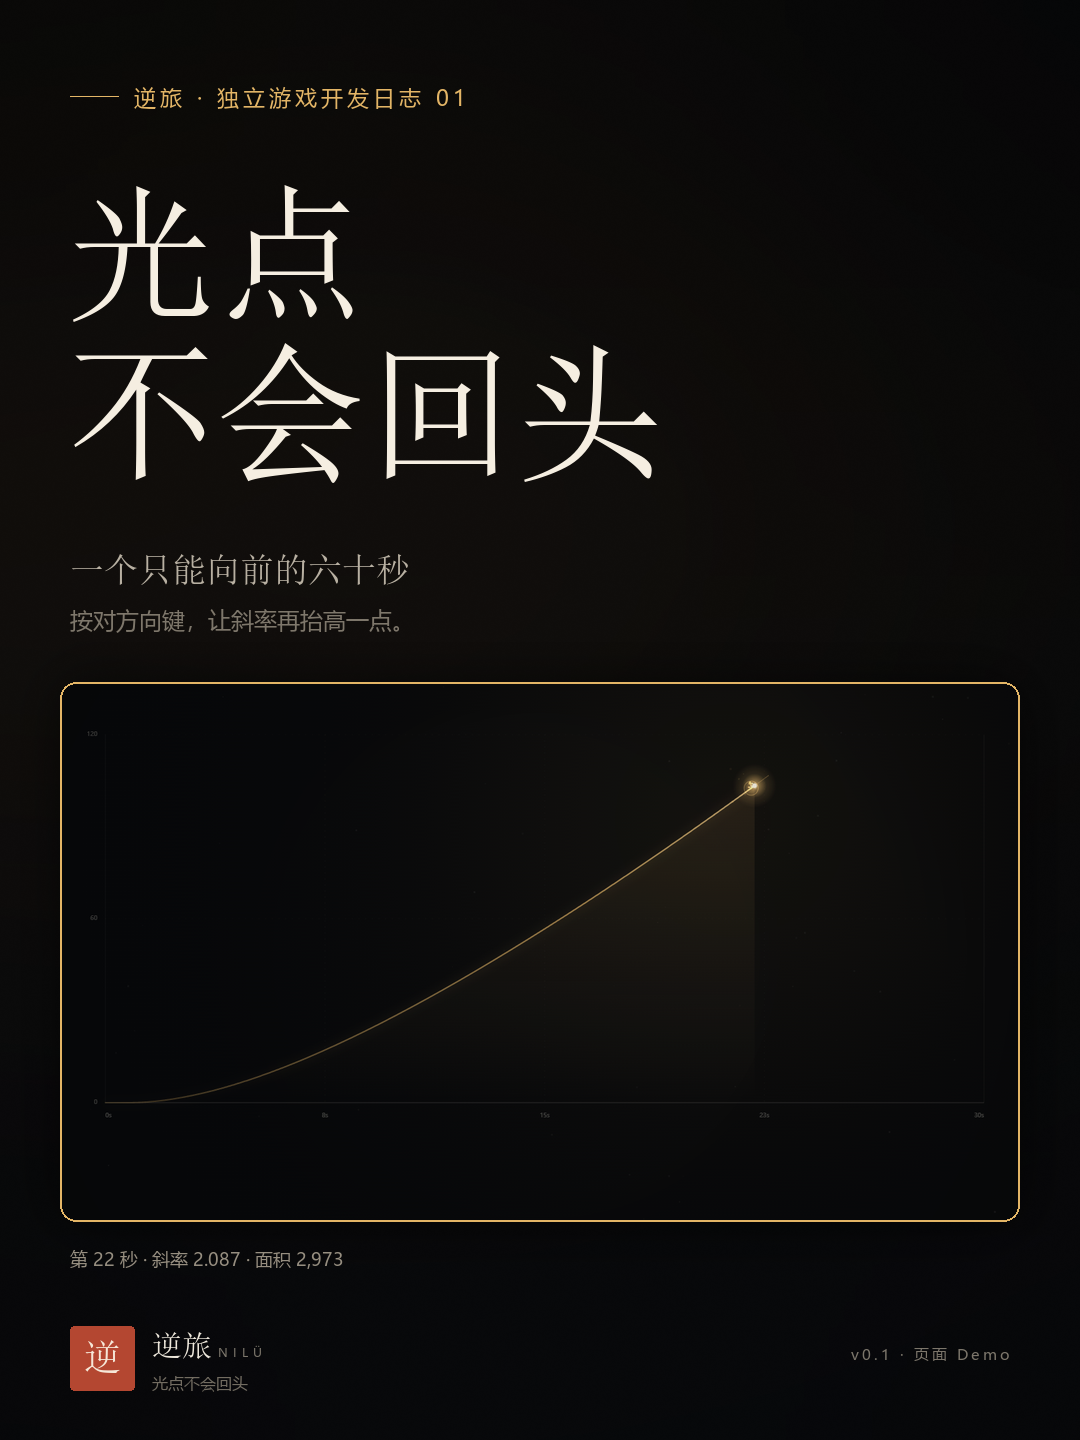 逆旅 · 独立游戏开发日志 01
光点
不会回头
一个只能向前的六十秒
按对方向键，让斜率再抬高一点。
120
60
0
0s 8s 15s 23s 30s
第 22 秒 · 斜率 2.087 · 面积 2,973
逆
逆旅 NILÜ
光点不会回头
v0.1 · 页面 Demo